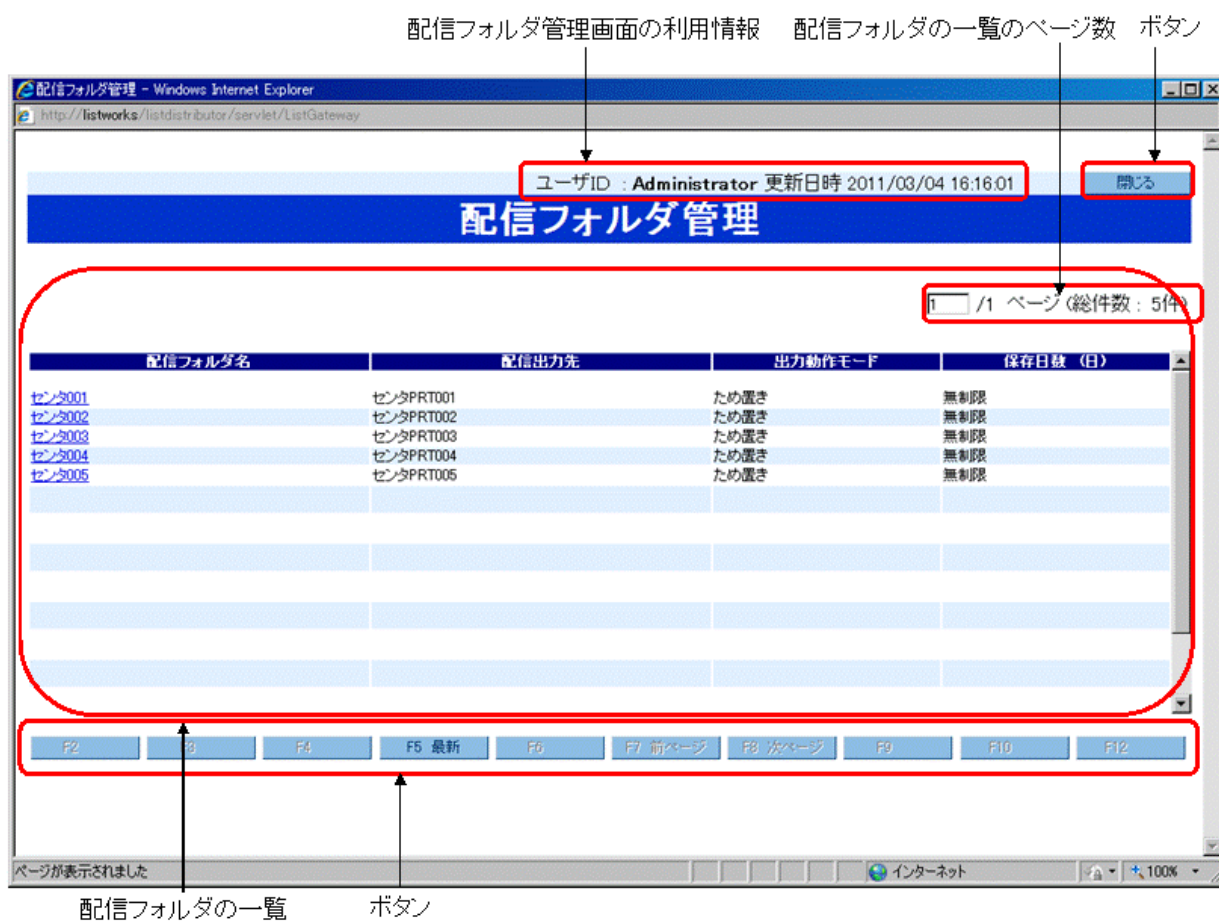 配信フォルダ管理画面の利用情報 配信フォルダの一覧のページ数 ボタン
配信フォルダ管理 - Windows Internet Explorer
http://listworks/listdistributor/servlet/ListGateway
ユーザID : Administrator 更新日時 2011/03/04 16:16:01 閉じる
配信フォルダ管理
1 /1 ページ (総件数 : 5件)
配信フォルダ名 配信出力先 出力動作モード 保存日数 (日)
センタ001 センタPRT001 ため置き 無制限
センタ002 センタPRT002 ため置き 無制限
センタ003 センタPRT003 ため置き 無制限
センタ004 センタPRT004 ため置き 無制限
センタ005 センタPRT005 ため置き 無制限
F2 F3 F4 F5 最新 F6 F7 前ページ F8 次ページ F9 F10 F12
ページが表示されました インターネット 100%
配信フォルダの一覧 ボタン